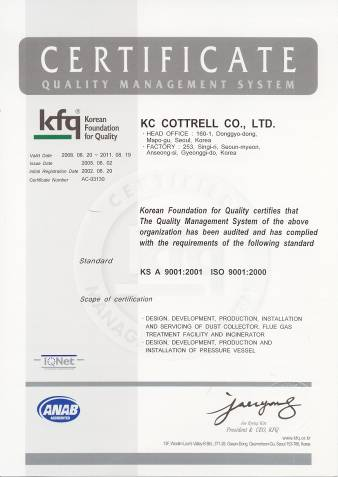 CERTIFICATE
QUALITY MANAGEMENT SYSTEM
kfq Korean
Foundation
for Quality
KC COTTRELL CO., LTD.
· HEAD OFFICE : 160-1, Donggyo-dong,
Mapo-gu, Seoul, Korea
· FACTORY : 253, Singi-ri, Seoun-myeon,
Anseong-si, Gyeonggi-do, Korea
Valid Date : 2008. 08. 20 ~ 2011. 08. 19
Issue Date : 2008. 08. 02
Initial Registration Date : 2002. 08. 20
Certificate Number : AC-03130
Korean Foundation for Quality certifies that
The Quality Management System of the above
organization has been audited and has complied
with the requirements of the following standard
Standard
KS A 9001:2001 ISO 9001:2000
Scope of certification
· DESIGN, DEVELOPMENT, PRODUCTION, INSTALLATION
AND SERVICING OF DUST COLLECTOR, FLUE GAS
TREATMENT FACILITY AND INCINERATOR
· DESIGN, DEVELOPMENT, PRODUCTION AND
INSTALLATION OF PRESSURE VESSEL
IQNet
ANAB
ACCREDITED
President & CEO, KFQ
www.kfq.or.kr